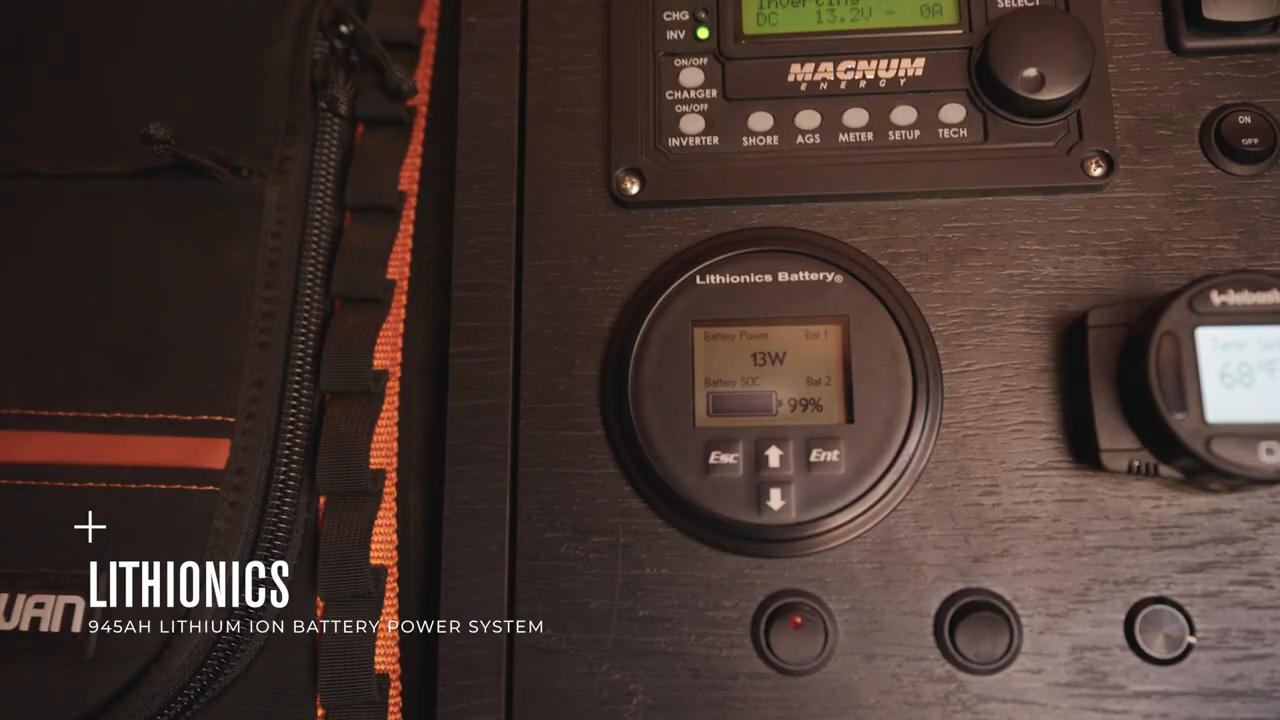 SELECT
CHG
Inverting
DC 13.2V - 0A
INV
ON/OFF
CHARGER
MAGNUM
ENERGY
ON/OFF
INVERTER
SHORE
AGS
METER
SETUP
TECH
ON
OFF
Lithionics Battery®
Battery Power Bat 1
13W
Battery SOC Bat 2
99%
68°F
Esc
Ent
+
LITHIONICS
VAN
945AH LITHIUM ION BATTERY POWER SYSTEM